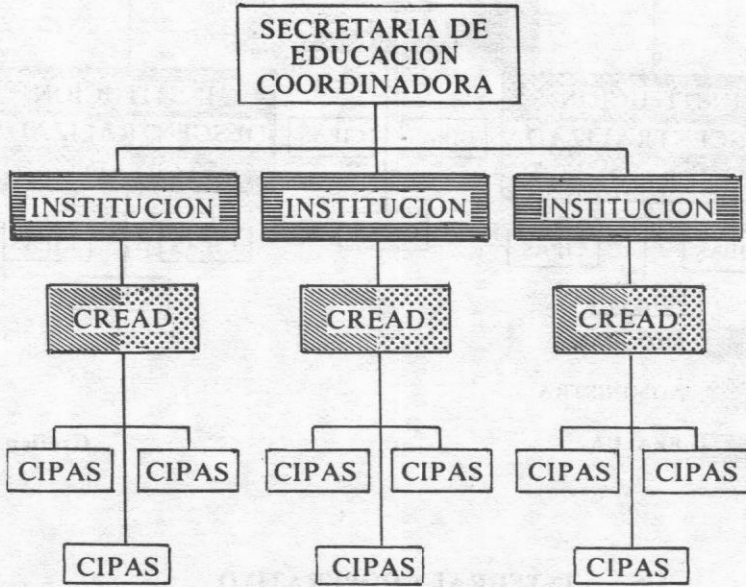 SECRETARIA DE
EDUCACION
COORDINADORA
INSTITUCION INSTITUCION INSTITUCION
CREAD CREAD CREAD
CIPAS CIPAS CIPAS CIPAS CIPAS CIPAS
CIPAS CIPAS CIPAS